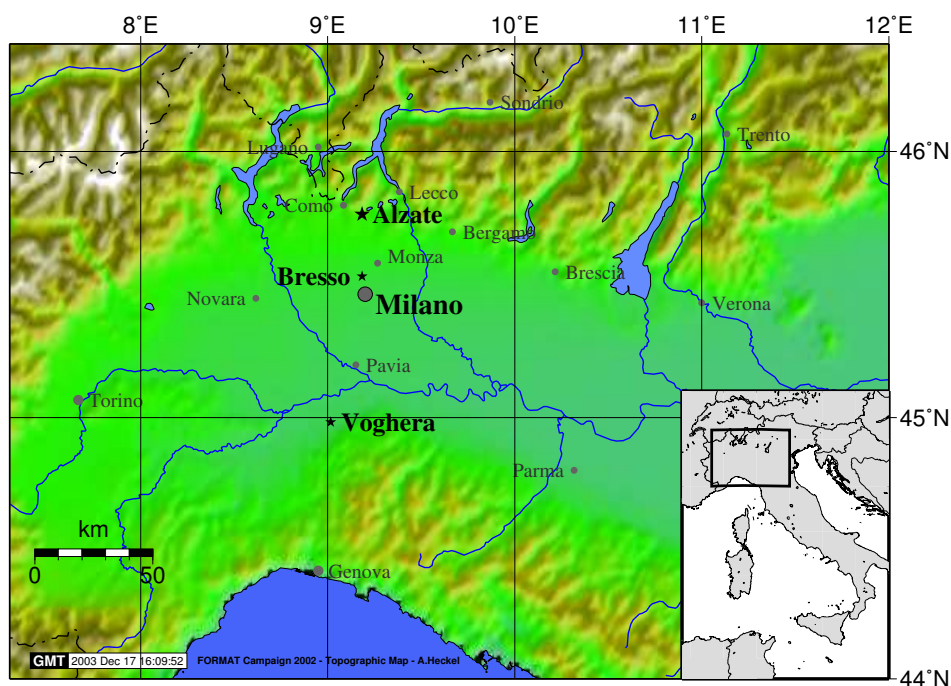 8°E 9°E 10°E 11°E 12°E
Sondrio
Trento
Lugano
46°N
Lecco
Como
Alzate
Bergamo
Monza
Brescia
Bresso
Novara
Milano
Verona
Pavia
Torino
45°N
Voghera
Parma
km
0 50
Genova
GMT 2003 Dec 17 16:09:52 FORMAT Campaign 2002 - Topographic Map - A.Heckel
44°N